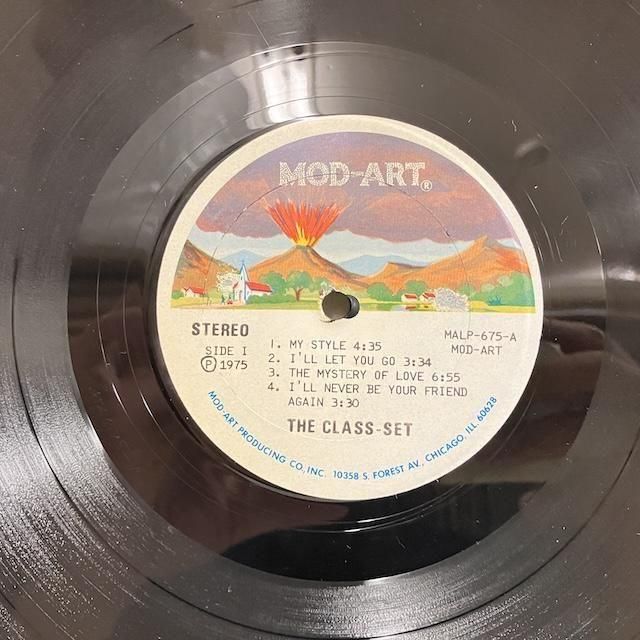 MOD-ART®
STEREO
SIDE I
℗ 1975
MALP-675-A
MOD-ART
1. MY STYLE 4:35
2. I'LL LET YOU GO 3:34
3. THE MYSTERY OF LOVE 6:55
4. I'LL NEVER BE YOUR FRIEND
AGAIN 3:30
THE CLASS-SET
MOD-ART PRODUCING CO., INC. 10358 S. FOREST AV., CHICAGO, ILL 60628